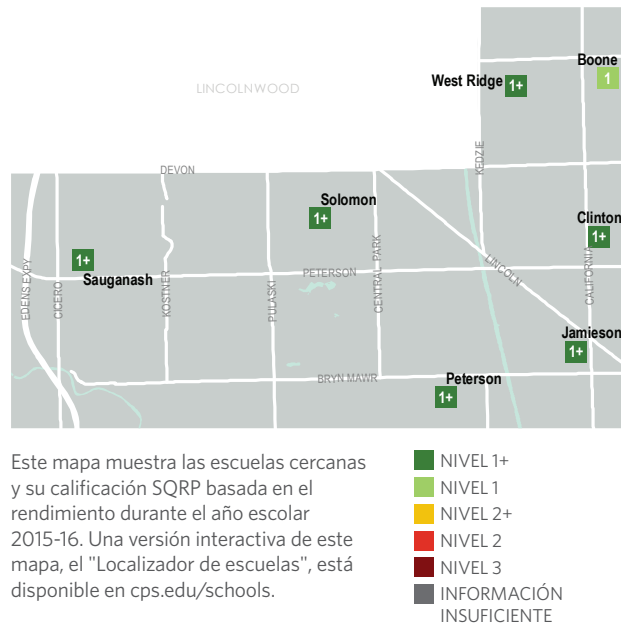 Boone
1
West Ridge
1+
LINCOLNWOOD
KEDZIE
DEVON
Solomon
1+
Clinton
1+
Sauganash
1+
PETERSON
LINCOLN
EDENS EXPY
CICERO
KOSTNER
PULASKI
CENTRAL PARK
CALIFORNIA
Jamieson
1+
BRYN MAWR
Peterson
1+
Este mapa muestra las escuelas cercanas
y su calificación SQRP basada en el
rendimiento durante el año escolar
2015-16. Una versión interactiva de este
mapa, el "Localizador de escuelas", está
disponible en cps.edu/schools.
NIVEL 1+
NIVEL 1
NIVEL 2+
NIVEL 2
NIVEL 3
INFORMACIÓN
INSUFICIENTE